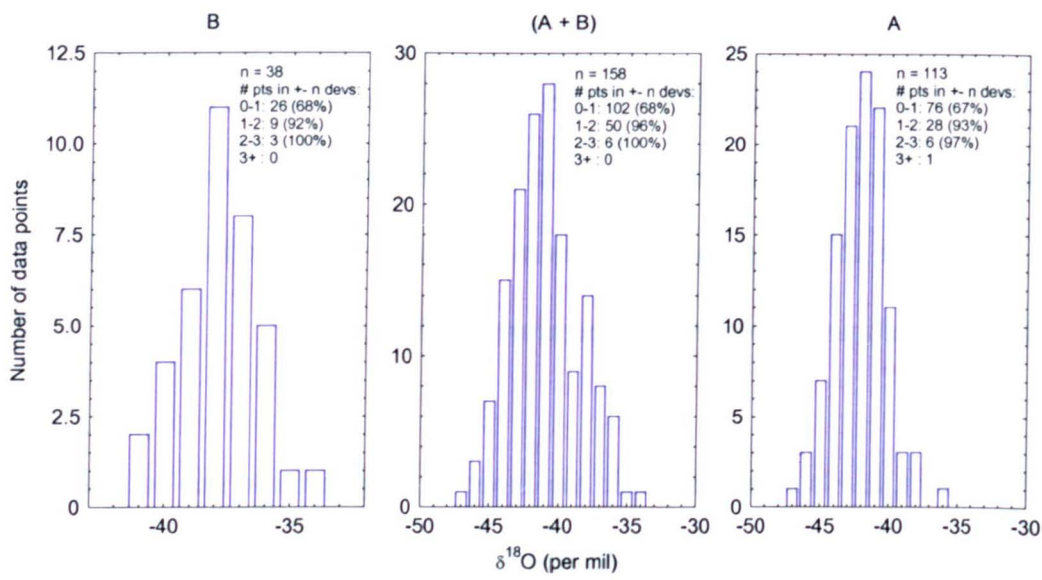 B
(A + B)
A
12.5
10.0
7.5
5.0
2.5
0
30
20
10
0
25
20
15
10
5
0
n = 38
# pts in +- n devs:
0-1: 26 (68%)
1-2: 9 (92%)
2-3: 3 (100%)
3+ : 0
n = 158
# pts in +- n devs:
0-1: 102 (68%)
1-2: 50 (96%)
2-3: 6 (100%)
3+ : 0
n = 113
# pts in +- n devs:
0-1: 76 (67%)
1-2: 28 (93%)
2-3: 6 (97%)
3+ : 1
Number of data points
-40 -35
-50 -45 -40 -35 -30
-50 -45 -40 -35 -30
δ¹⁸O (per mil)